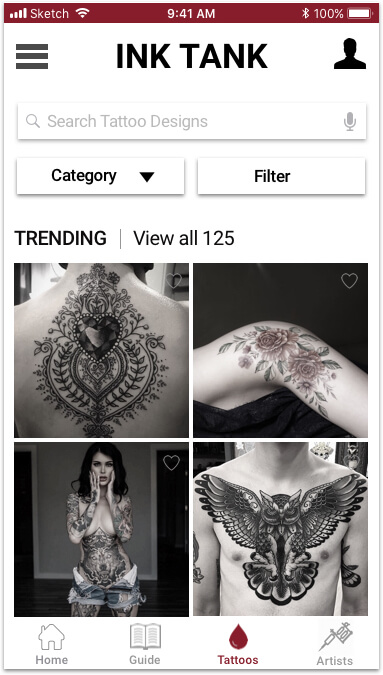 Sketch 9:41 AM 100%
INK TANK
Search Tattoo Designs
Category Filter
TRENDING | View all 125
Home Guide Tattoos Artists